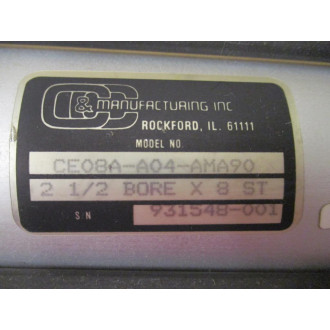 C&C MANUFACTURING INC
ROCKFORD, IL. 61111
MODEL NO.
CE08A-A04-AMA90
2 1/2 BORE X 8 ST
S N 931548-001